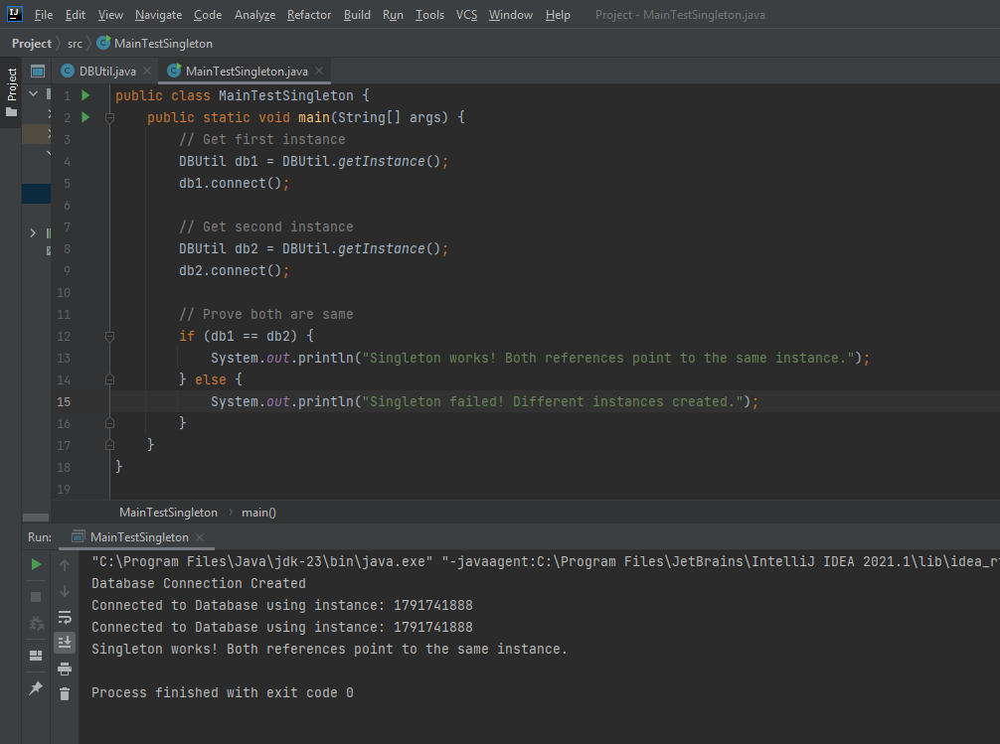 IJ File Edit View Navigate Code Analyze Refactor Build Run Tools VCS Window Help Project - MainTestSingleton.java
Project src MainTestSingleton
Project
DBUtil.java MainTestSingleton.java
1 public class MainTestSingleton {
2 public static void main(String[] args) {
3 // Get first instance
4 DBUtil db1 = DBUtil.getInstance();
5 db1.connect();
6
7 // Get second instance
8 DBUtil db2 = DBUtil.getInstance();
9 db2.connect();
10
11 // Prove both are same
12 if (db1 == db2) {
13 System.out.println("Singleton works! Both references point to the same instance.");
14 } else {
15 System.out.println("Singleton failed! Different instances created.");
16 }
17 }
18 }
19
MainTestSingleton main()
Run: MainTestSingleton
"C:\Program Files\Java\jdk-23\bin\java.exe" "-javaagent:C:\Program Files\JetBrains\IntelliJ IDEA 2021.1\lib\idea_r
Database Connection Created
Connected to Database using instance: 1791741888
Connected to Database using instance: 1791741888
Singleton works! Both references point to the same instance.
Process finished with exit code 0